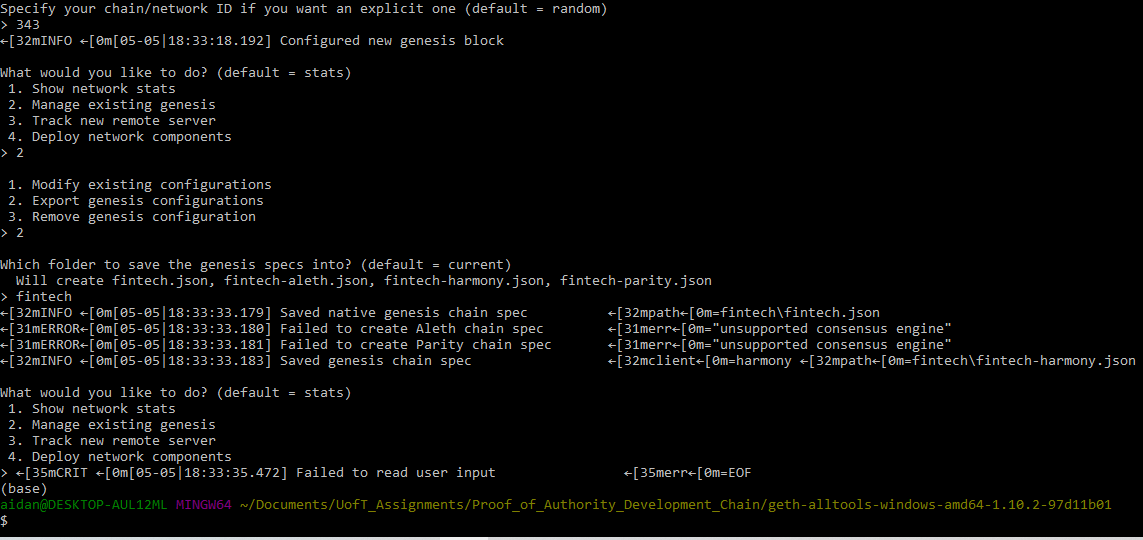 Specify your chain/network ID if you want an explicit one (default = random)
> 343
←[32mINFO ←[0m[05-05|18:33:18.192] Configured new genesis block
What would you like to do? (default = stats)
1. Show network stats
2. Manage existing genesis
3. Track new remote server
4. Deploy network components
> 2
1. Modify existing configurations
2. Export genesis configurations
3. Remove genesis configuration
> 2
Which folder to save the genesis specs into? (default = current)
Will create fintech.json, fintech-aleth.json, fintech-harmony.json, fintech-parity.json
> fintech
←[32mINFO ←[0m[05-05|18:33:33.179] Saved native genesis chain spec ←[32mpath←[0m=fintech\fintech.json
←[31mERROR←[0m[05-05|18:33:33.180] Failed to create Aleth chain spec ←[31merr←[0m="unsupported consensus engine"
←[31mERROR←[0m[05-05|18:33:33.181] Failed to create Parity chain spec ←[31merr←[0m="unsupported consensus engine"
←[32mINFO ←[0m[05-05|18:33:33.183] Saved genesis chain spec ←[32mclient←[0m=harmony ←[32mpath←[0m=fintech\fintech-harmony.json
What would you like to do? (default = stats)
1. Show network stats
2. Manage existing genesis
3. Track new remote server
4. Deploy network components
> ←[35mCRIT ←[0m[05-05|18:33:35.472] Failed to read user input ←[35merr←[0m=EOF
(base)
aidan@DESKTOP-AUL12ML MINGW64 ~/Documents/UofT_Assignments/Proof_of_Authority_Development_Chain/geth-alltools-windows-amd64-1.10.2-97d11b01
$